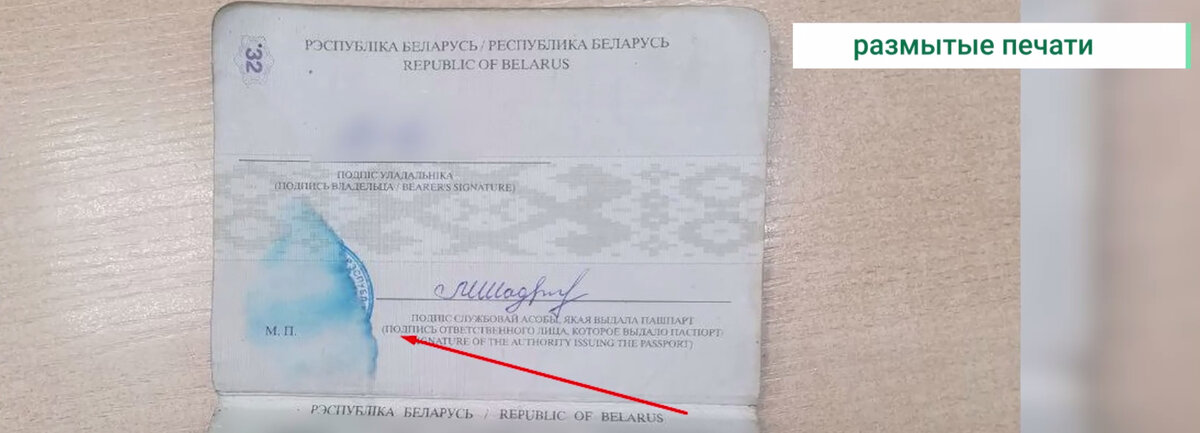 размытые печати
'32
РЭСПУБЛІКА БЕЛАРУСЬ / РЕСПУБЛИКА БЕЛАРУСЬ
REPUBLIC OF BELARUS
ПОДПІС УЛАДАЛЬНІКА
(ПОДПИСЬ ВЛАДЕЛЬЦА / BEARER'S SIGNATURE)
РЭСПУБЛ
М. П.
ПОДПІС СЛУЖБОВАЙ АСОБЫ, ЯКАЯ ВЫДАЛА ПАШПАРТ
(ПОДПИСЬ ОТВЕТСТВЕННОГО ЛИЦА, КОТОРОЕ ВЫДАЛО ПАСПОРТ/
SIGNATURE OF THE AUTHORITY ISSUING THE PASSPORT)
РЭСПУБЛІКА БЕЛАРУСЬ / REPUBLIC OF BELARUS